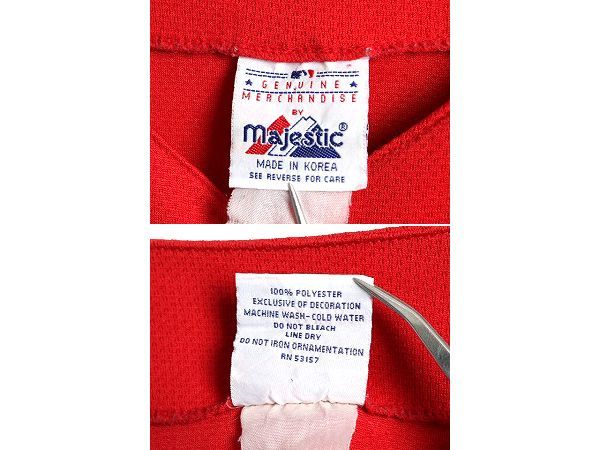 GENUINE
MERCHANDISE
BY
Majestic®
MADE IN KOREA
SEE REVERSE FOR CARE
100% POLYESTER
EXCLUSIVE OF DECORATION
MACHINE WASH-COLD WATER
DO NOT BLEACH
LINE DRY
DO NOT IRON ORNAMENTATION
RN 53157